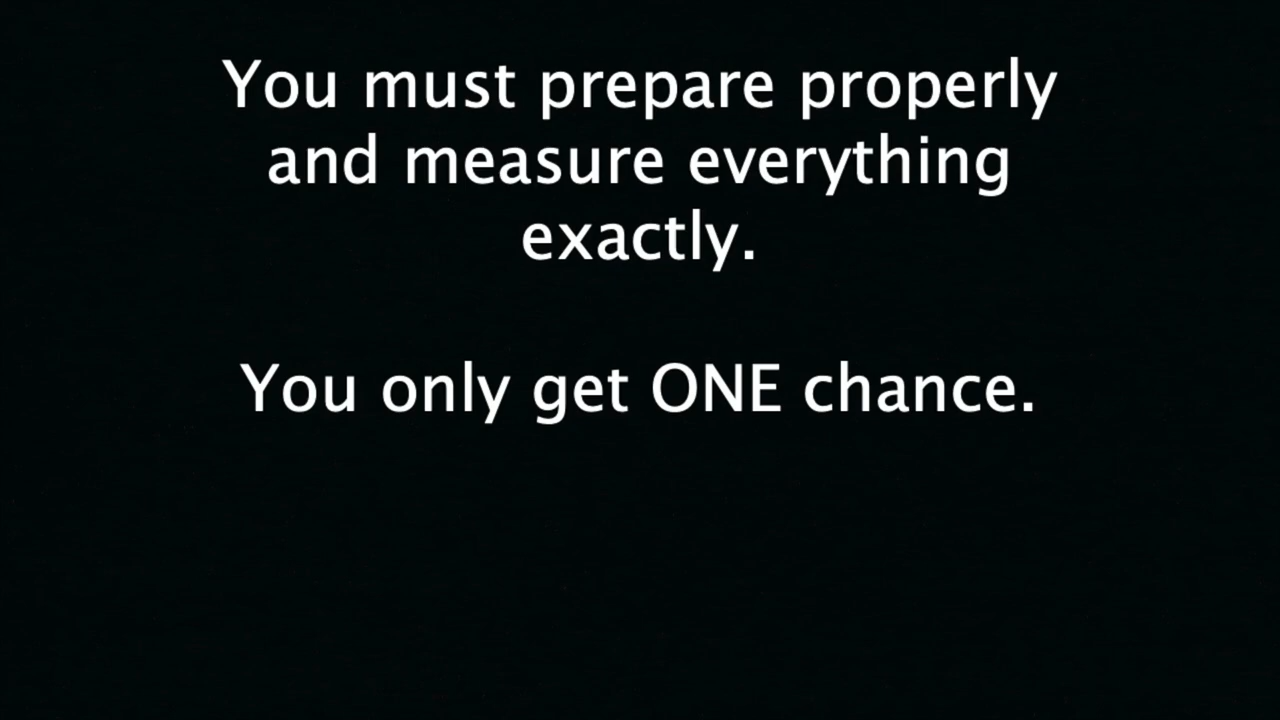 You must prepare properly
and measure everything
exactly.
You only get ONE chance.